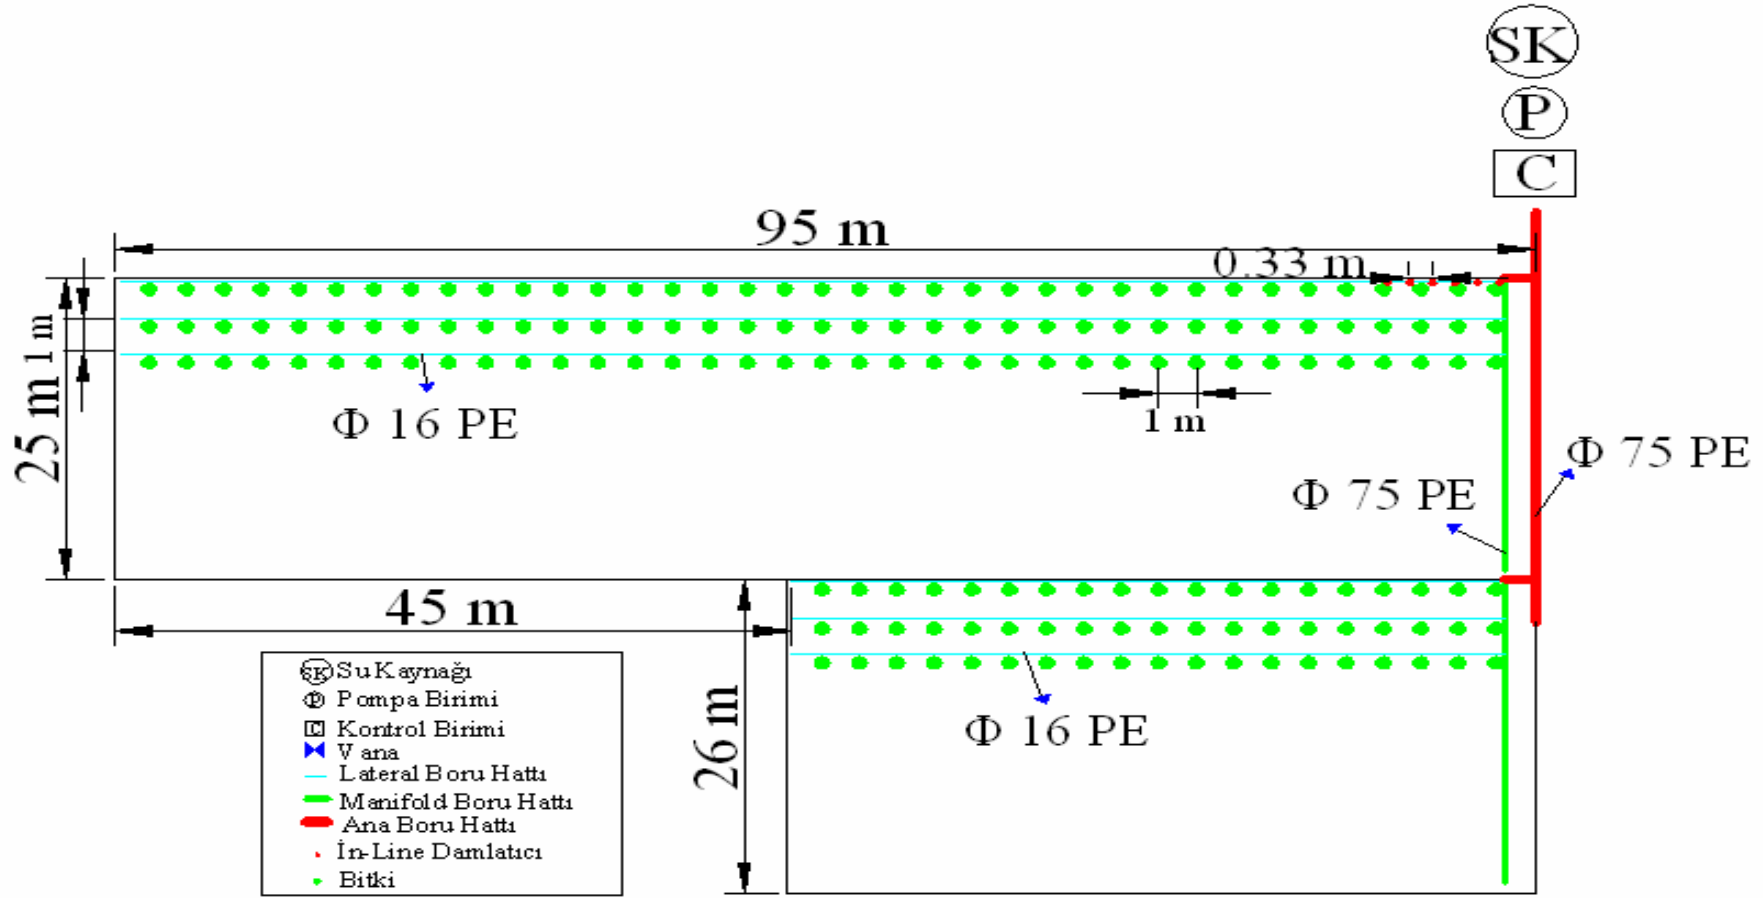 SK
P
C
95 m
0.33 m
1 m
25 m
Φ 16 PE
1 m
Φ 75 PE
Φ 75 PE
45 m
26 m
Φ 16 PE
SK Su Kaynağı
P Pompa Birimi
C Kontrol Birimi
Vana
Lateral Boru Hattı
Manifold Boru Hattı
Ana Boru Hattı
İn-Line Damlatıcı
Bitki